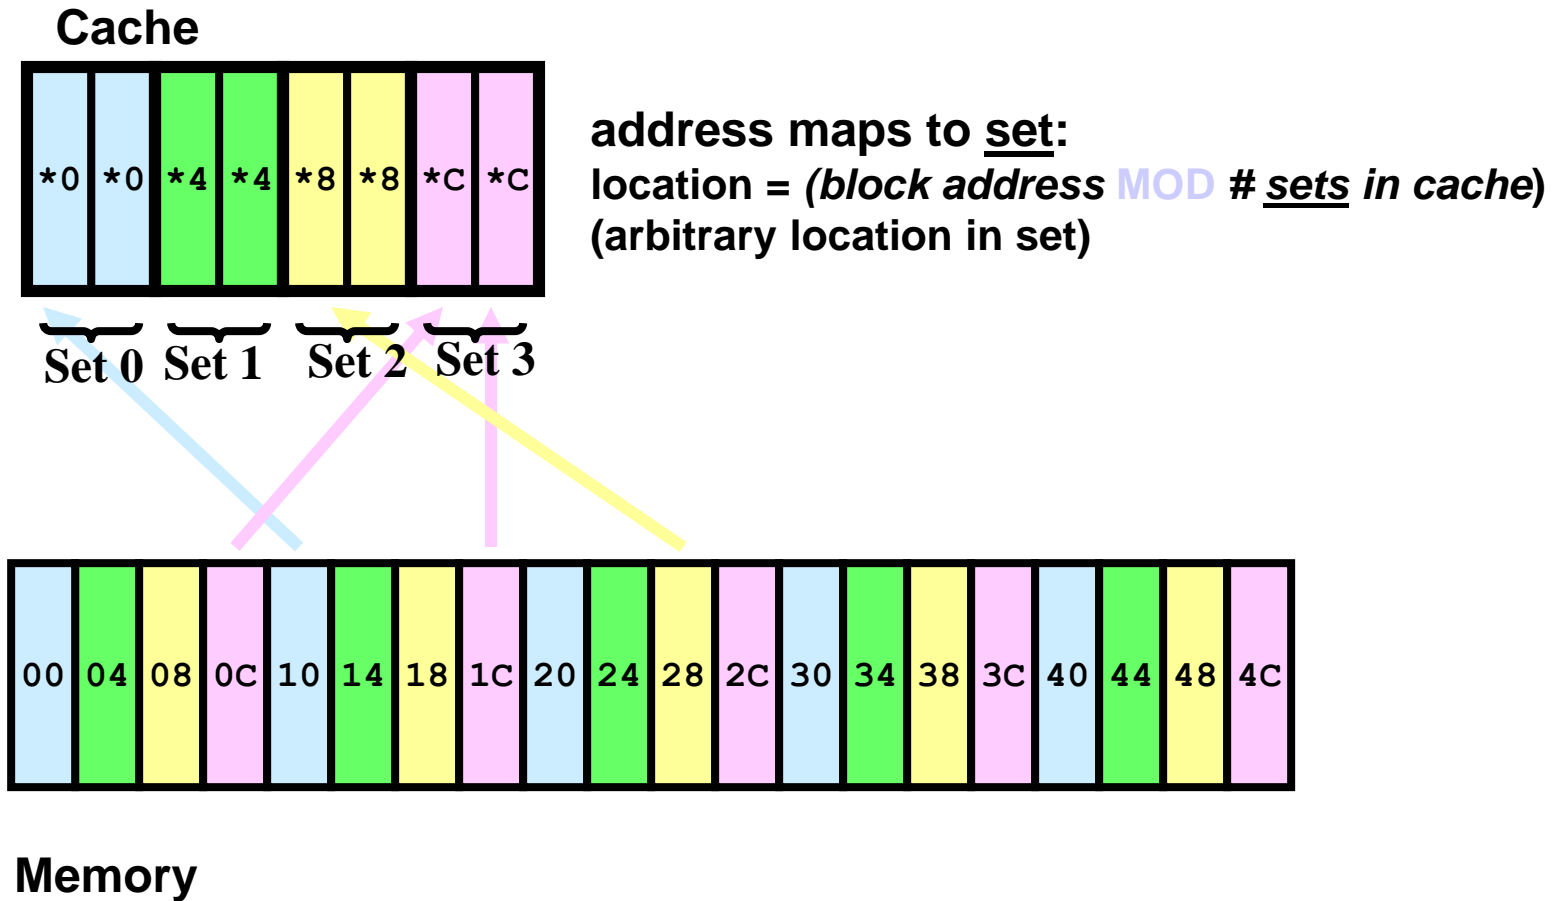 Cache
*0 *0 *4 *4 *8 *8 *C *C
address maps to set:
location = (block address MOD # sets in cache)
(arbitrary location in set)
Set 0 Set 1 Set 2 Set 3
00 04 08 0C 10 14 18 1C 20 24 28 2C 30 34 38 3C 40 44 48 4C
Memory